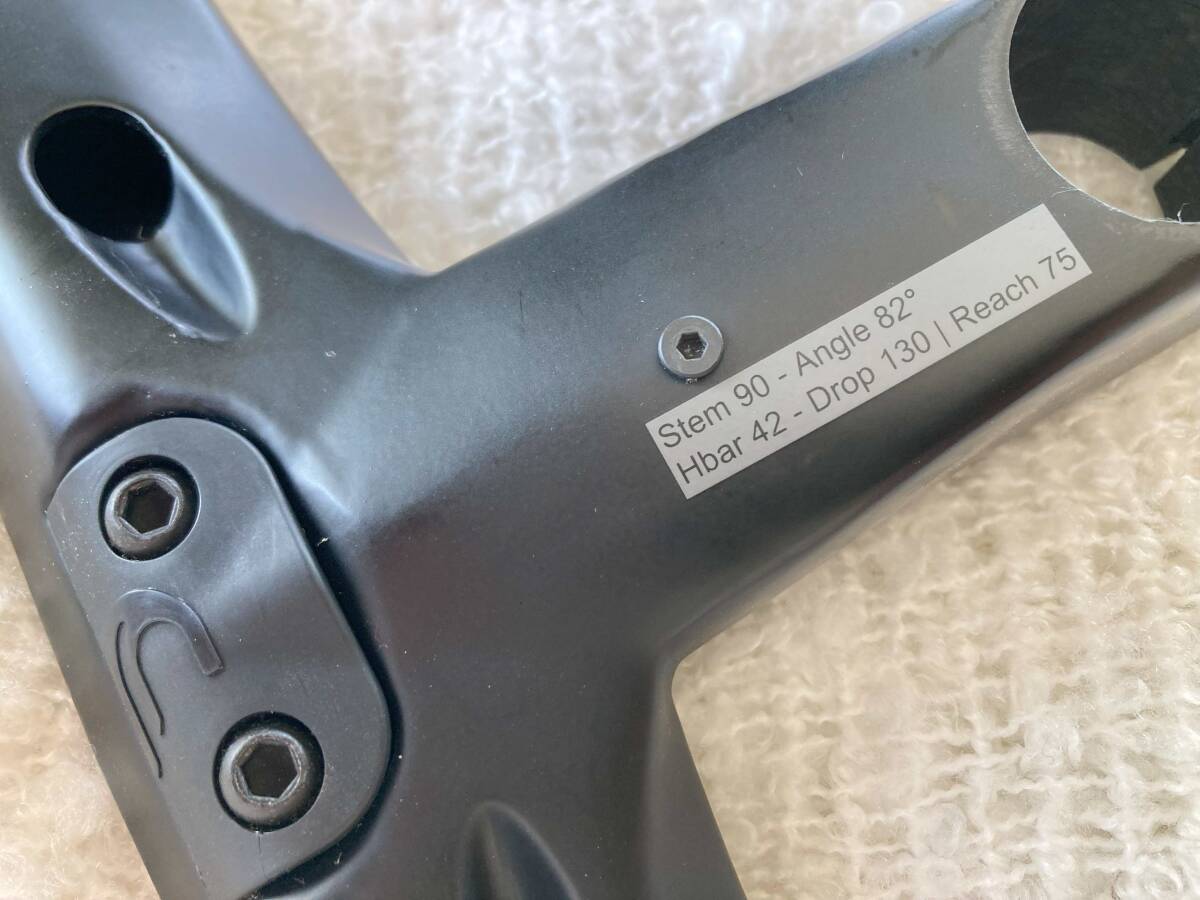 Stem 90 - Angle 82°
Hbar 42 - Drop 130 | Reach 75